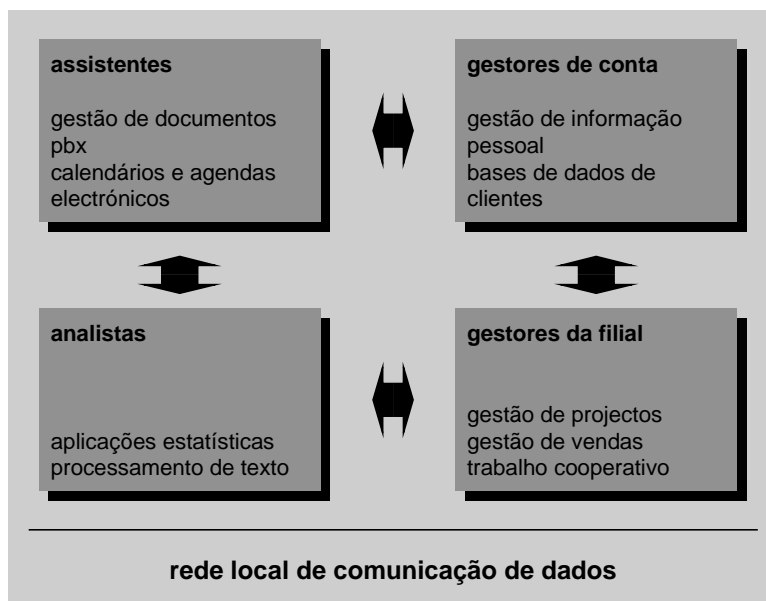 assistentes
gestão de documentos
pbx
calendários e agendas
electrónicos
gestores de conta
gestão de informação
pessoal
bases de dados de
clientes
analistas
aplicações estatísticas
processamento de texto
gestores da filial
gestão de projectos
gestão de vendas
trabalho cooperativo
rede local de comunicação de dados